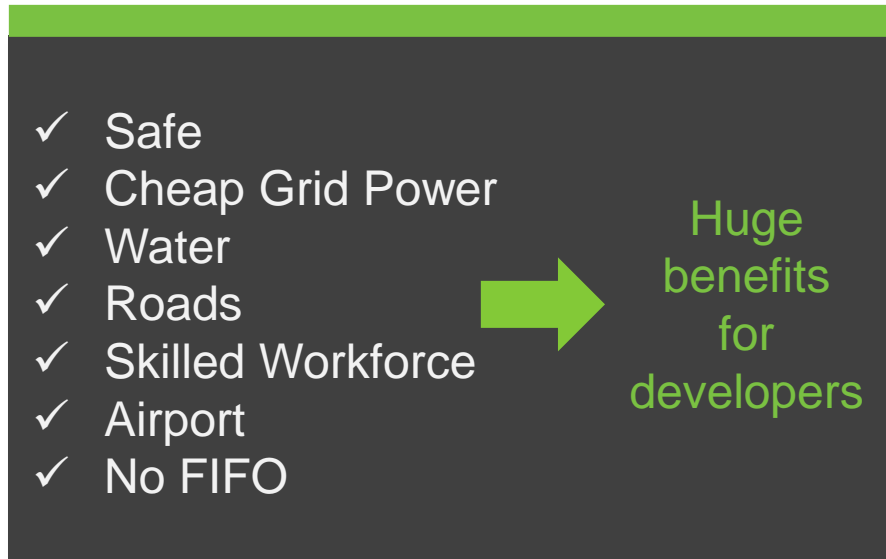 ✓ Safe
✓ Cheap Grid Power
✓ Water
✓ Roads
✓ Skilled Workforce
✓ Airport
✓ No FIFO
Huge
benefits
for
developers